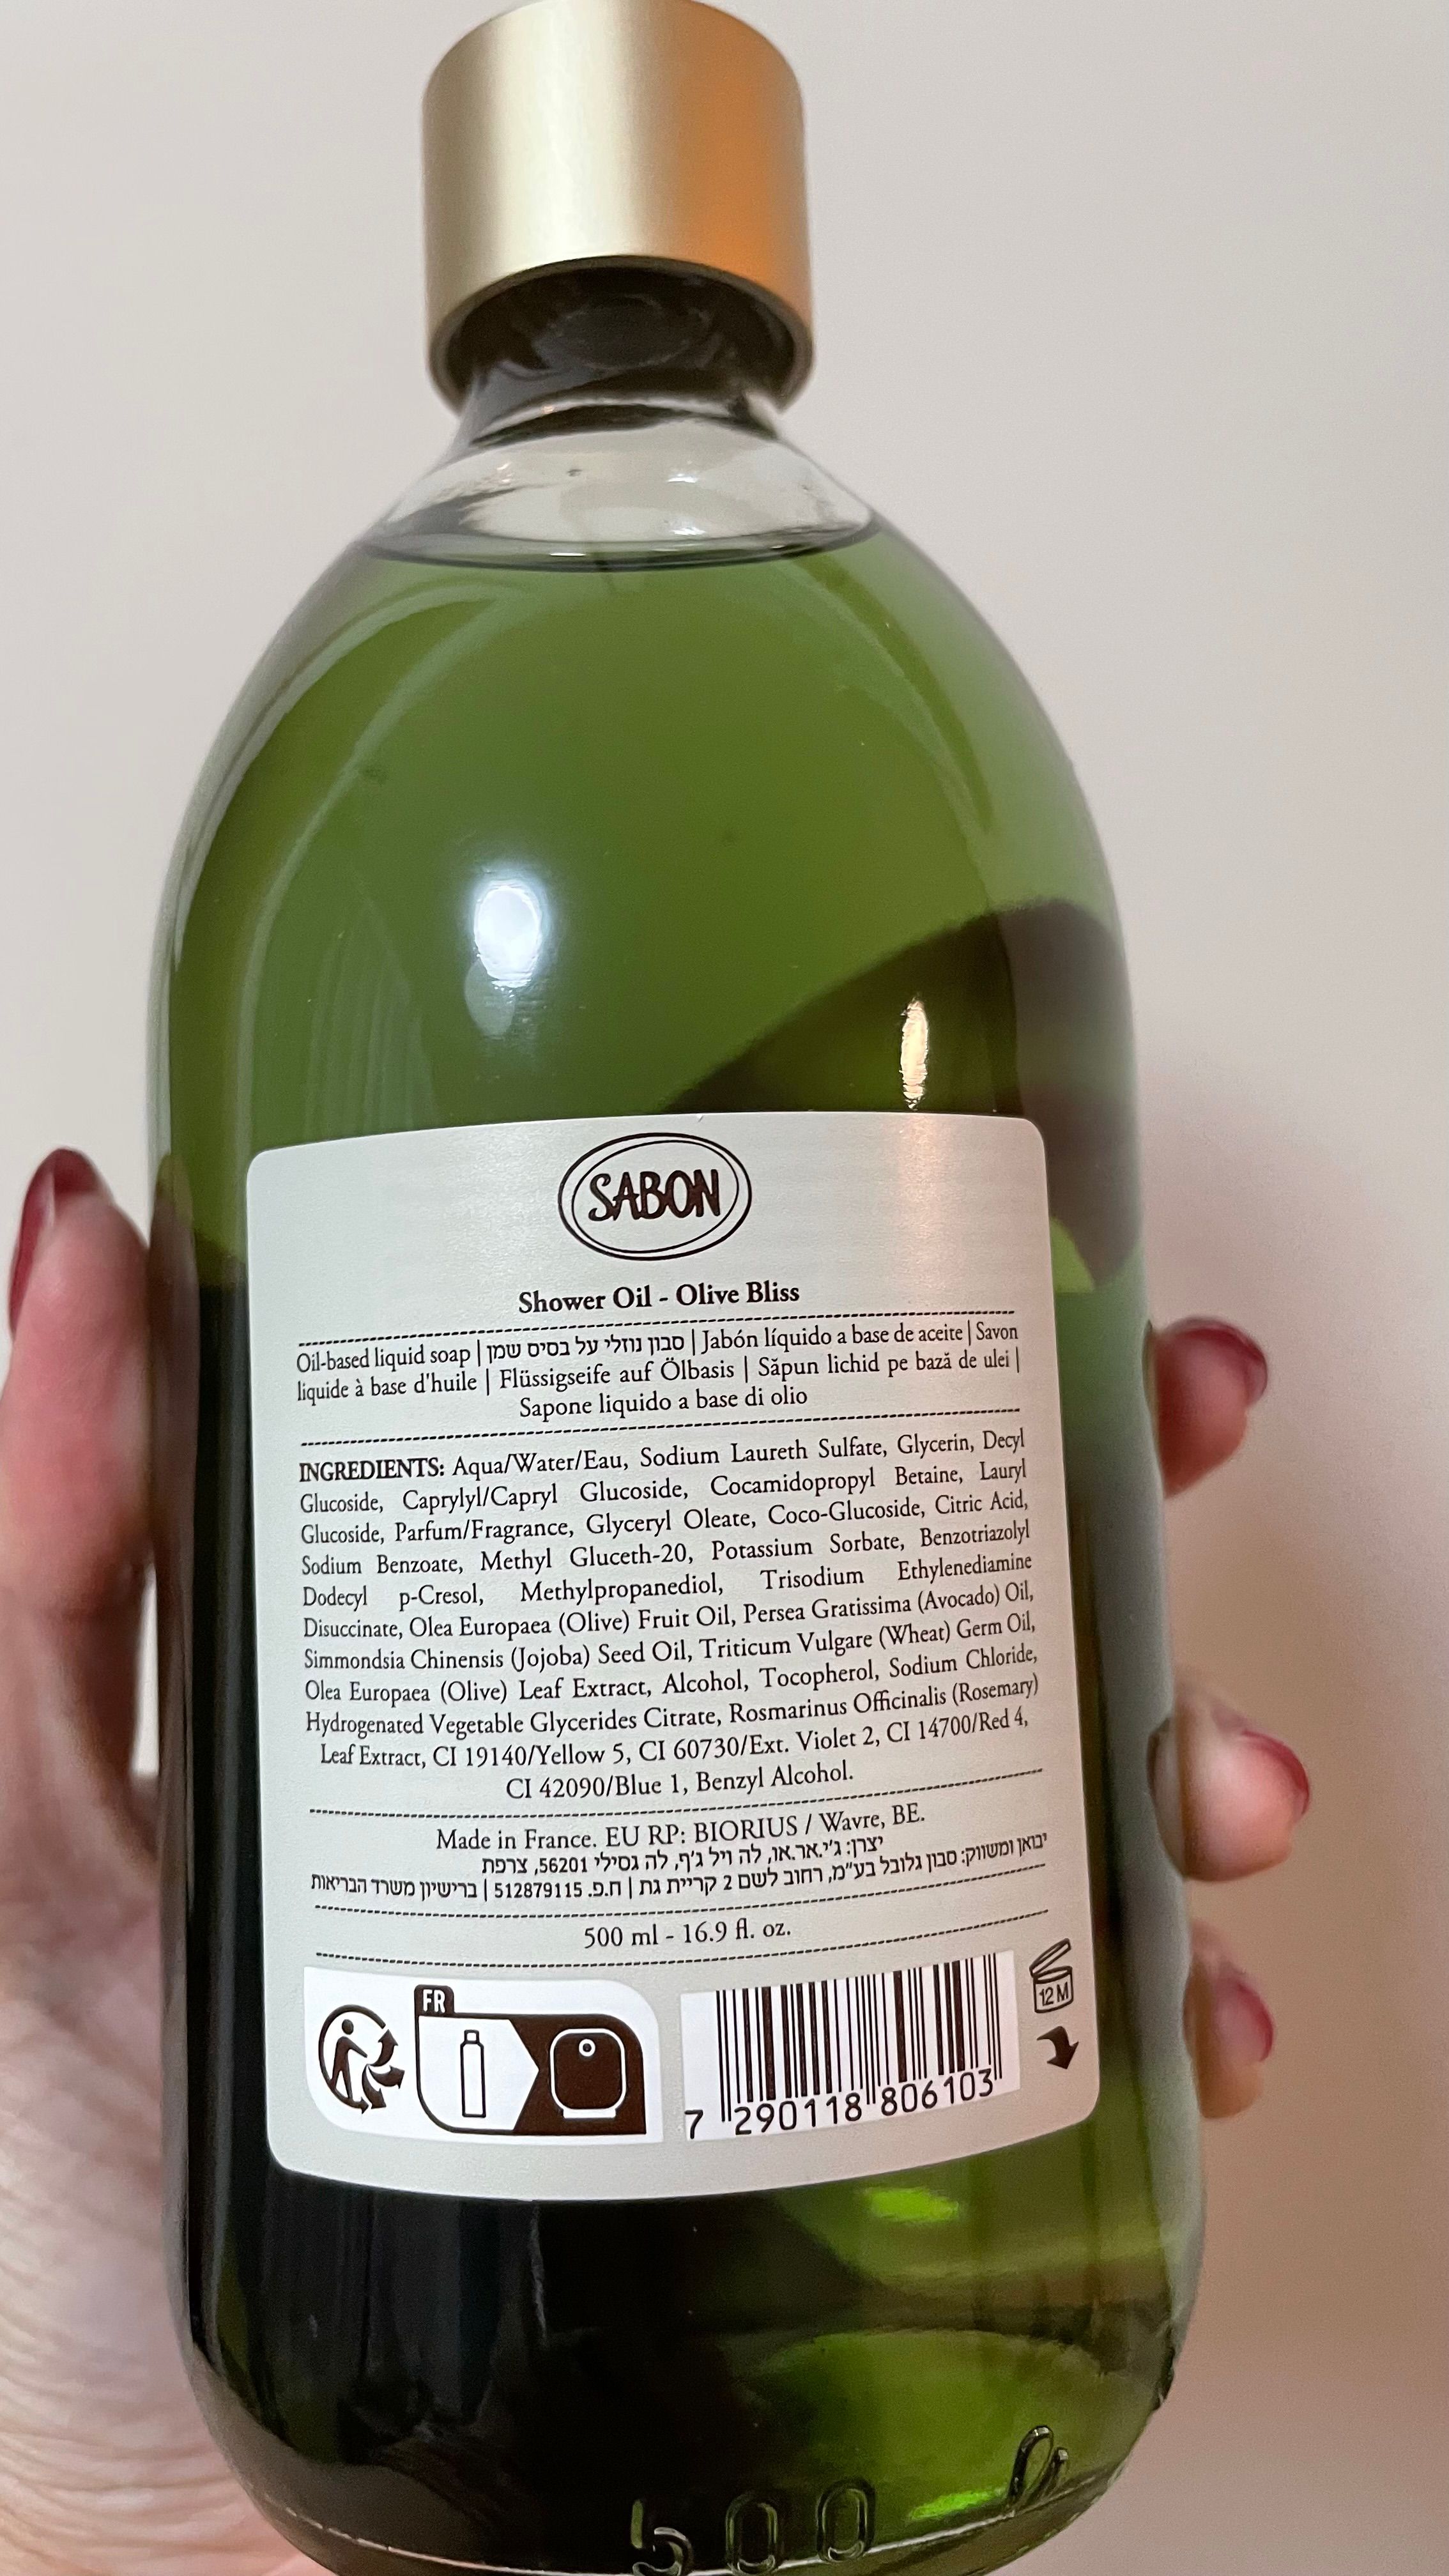 SABON
Shower Oil - Olive Bliss
Oil-based liquid soap | סבון נוזלי על בסיס שמן | Jabón líquido a base de aceite | Savon
liquide à base d'huile | Flüssigseife auf Ölbasis | Săpun lichid pe bază de ulei |
Sapone liquido a base di olio
INGREDIENTS: Aqua/Water/Eau, Sodium Laureth Sulfate, Glycerin, Decyl
Glucoside, Caprylyl/Capryl Glucoside, Cocamidopropyl Betaine, Lauryl
Glucoside, Parfum/Fragrance, Glyceryl Oleate, Coco-Glucoside, Citric Acid,
Sodium Benzoate, Methyl Gluceth-20, Potassium Sorbate, Benzotriazolyl
Dodecyl p-Cresol, Methylpropanediol, Trisodium Ethylenediamine
Disuccinate, Olea Europaea (Olive) Fruit Oil, Persea Gratissima (Avocado) Oil,
Simmondsia Chinensis (Jojoba) Seed Oil, Triticum Vulgare (Wheat) Germ Oil,
Olea Europaea (Olive) Leaf Extract, Alcohol, Tocopherol, Sodium Chloride,
Hydrogenated Vegetable Glycerides Citrate, Rosmarinus Officinalis (Rosemary)
Leaf Extract, CI 19140/Yellow 5, CI 60730/Ext. Violet 2, CI 14700/Red 4,
CI 42090/Blue 1, Benzyl Alcohol.
Made in France. EU RP: BIORIUS / Wavre, BE.
יצרן: ג'י.אר.או, לה ויל ג'ף, לה גסילי 56201, צרפת
יבואן ומשווק: סבון גלובל בע"מ, רחוב לשם 2 קריית גת | ח.פ. 512879115 | ברישיון משרד הבריאות
500 ml - 16.9 fl. oz.
FR
12 M
7 290118 806103
500